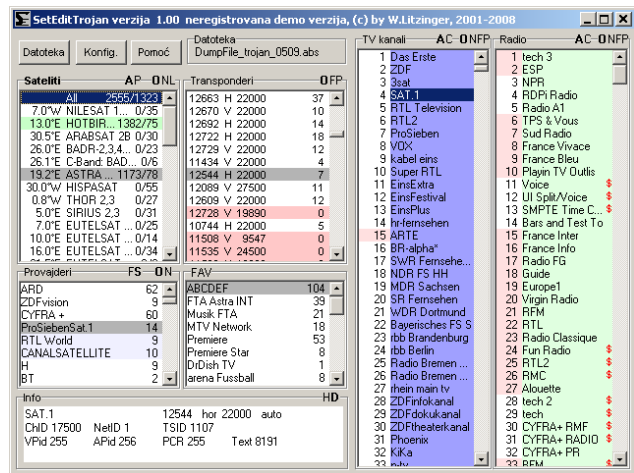 SetEditTrojan verzija 1.00 neregistrovana demo verzija, (c) by W.Litzinger, 2001-2008
Datoteka
Konfig.
Pomoć
Datoteka
DumpFile_trojan_0509.abs
Sateliti AP ONL
All 2555/1323
7.0°W NILESAT 1... 0/35
13.0°E HOTBIR... 1382/75
30.5°E ARABSAT 2B 0/30
26.0°E BADR-2,3,4... 0/23
26.1°E C-Band: BAD... 0/6
19.2°E ASTRA ... 1173/78
30.0°W HISPASAT 0/55
0.8°W THOR 2,3 0/27
5.0°E SIRIUS 2,3 0/31
7.0°E EUTELSAT ... 0/25
10.0°E EUTELSAT ... 0/14
16.0°E EUTELSAT ... 0/34
Transponderi OFP
12663 H 22000 37
12670 V 22000 10
12692 H 22000 14
12722 H 22000 18
12729 V 22000 12
11434 V 22000 4
12544 H 22000 7
12089 V 27500 11
12609 V 22000 12
12728 V 19890 0
10744 H 22000 5
11508 V 9547 0
11535 V 24500 0
Provajderi FS ON
ARD 62
ZDFvision 9
CYFRA + 60
ProSiebenSat.1 14
RTL World 9
CANALSATELLITE 10
H 9
BT 2
FAV
ABCDEF 104
FTA Astra INT 39
Musik FTA 21
MTV Network 18
Premiere 53
Premiere Star 8
DrDish TV 1
arena Fussball 8
Info HD
SAT.1 12544 hor 22000 auto
ChID 17500 NetID 1 TSID 1107
VPid 255 APid 256 PCR 255 Text 8191
TV kanali AC ONFP
1 Das Erste
2 ZDF
3 3sat
4 SAT.1
5 RTL Television
6 RTL2
7 ProSieben
8 VOX
9 kabel eins
10 Super RTL
11 EinsExtra
12 EinsFestival
13 EinsPlus
14 hr-fernsehen
15 ARTE
16 BR-alpha*
17 SWR Fernsehe...
18 NDR FS HH
19 MDR Sachsen
20 SR Fernsehen
21 WDR Dortmund
22 Bayerisches FS S
23 rbb Brandenburg
24 rbb Berlin
25 Radio Bremen ...
26 Radio Bremen ...
27 rhein main tv
28 ZDFinfokanal
29 ZDFdokukanal
30 ZDFtheaterkanal
31 Phoenix
32 KiKa
33 n-tv
Radio AC ONFP
1 tech 3
2 ESP
3 NPR
4 RDPi Radio
5 Radio A1
6 TPS & Vous
7 Sud Radio
8 France Vivace
9 France Bleu
10 Playin TV Outlis
11 Voice $
12 UI Split/Voice $
13 SMPTE Time C... $
14 Bars and Test To
15 France Inter
16 France Info
17 Radio FG
18 Guide
19 Europe1
20 Virgin Radio
21 RFM
22 RTL
23 Radio Classique
24 Fun Radio $
25 RTL2 $
26 RMC $
27 Alouette
28 tech 2 $
29 tech $
30 CYFRA+ RMF $
31 CYFRA+ RADIO $
32 CYFRA+ PR
33 RFM $